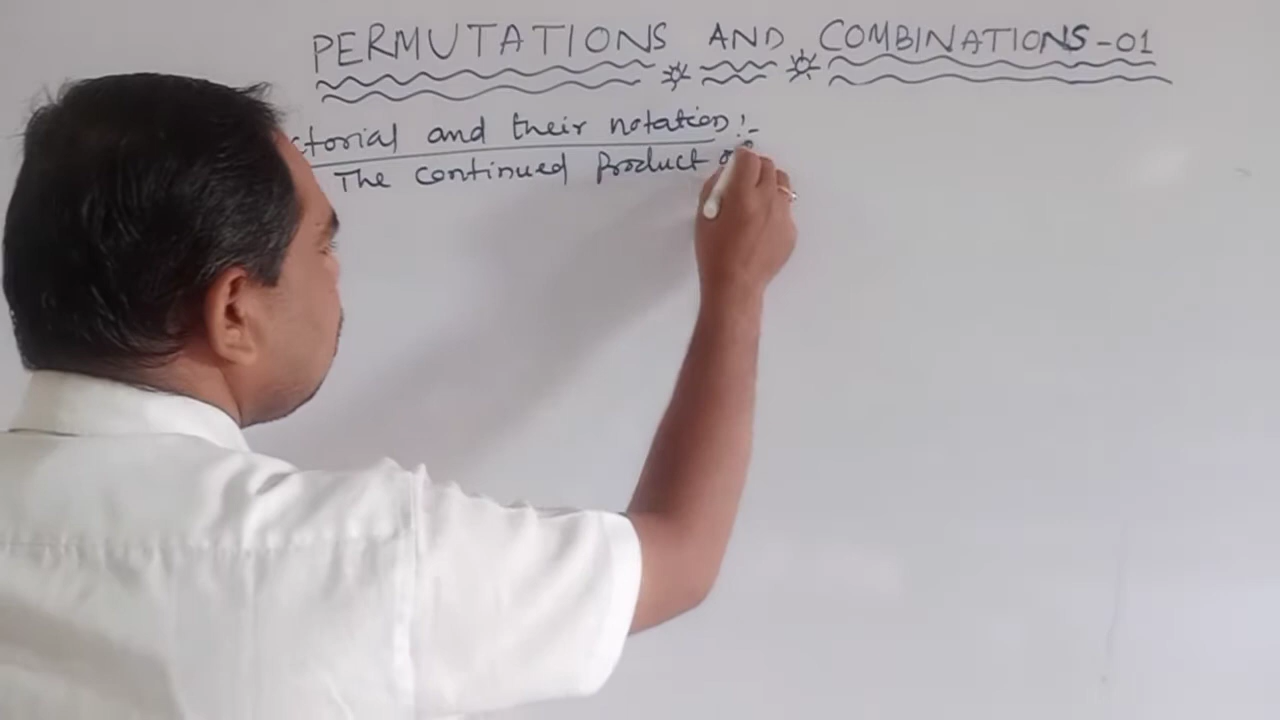 PERMUTATIONS AND COMBINATIONS-01
ctorial and their notation:-
The continued product